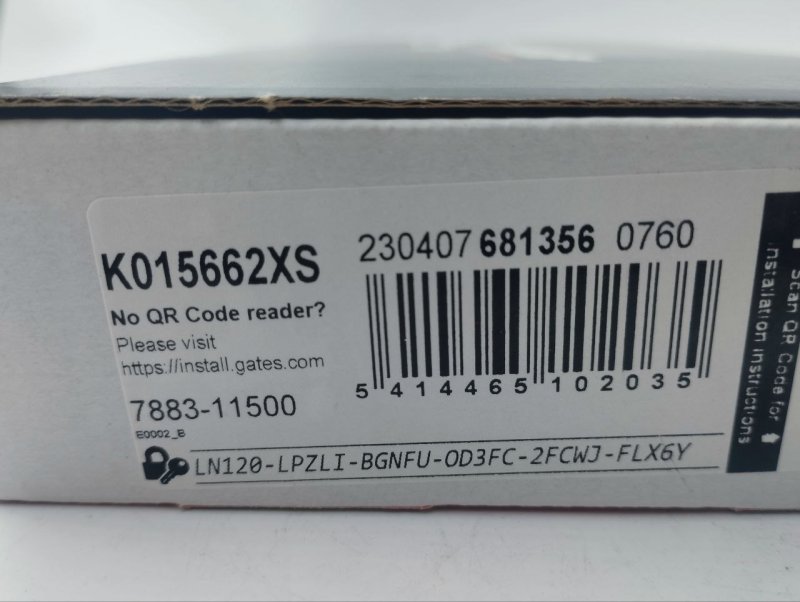 K015662XS
230407 681356 0760
No QR Code reader?
Please visit
https://install.gates.com
7883-11500
E0002_B
5 414465 102035
LN120-LPZLI-BGNFU-OD3FC-2FCWJ-FLX6Y
Scan QR Code for
installation instructions